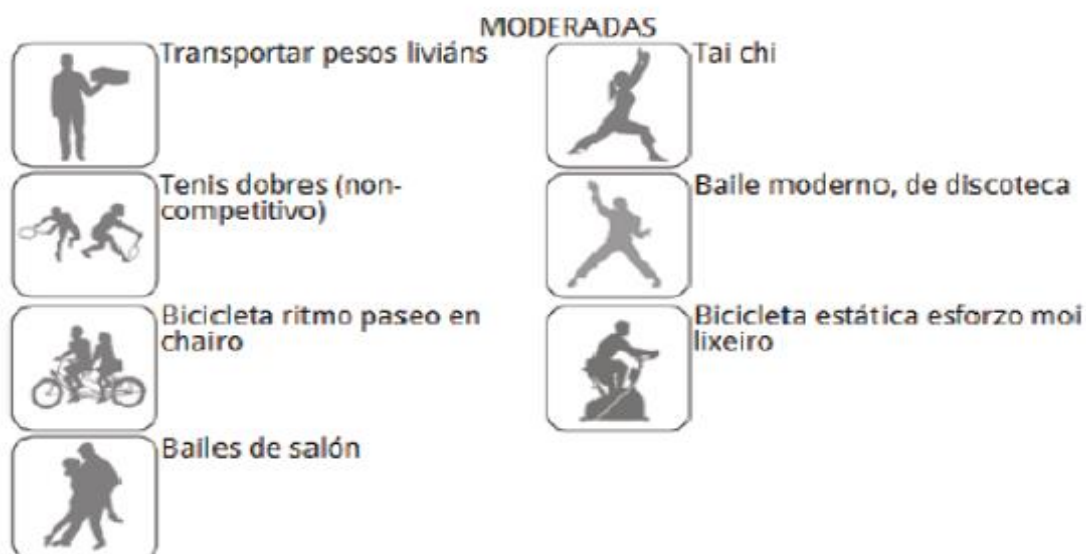 MODERADAS
Transportar pesos liviáns
Tai chi
Tenis dobres (non-
competitivo)
Baile moderno, de discoteca
Bicicleta ritmo paseo en
chairo
Bicicleta estática esforzo moi
lixeiro
Bailes de salón